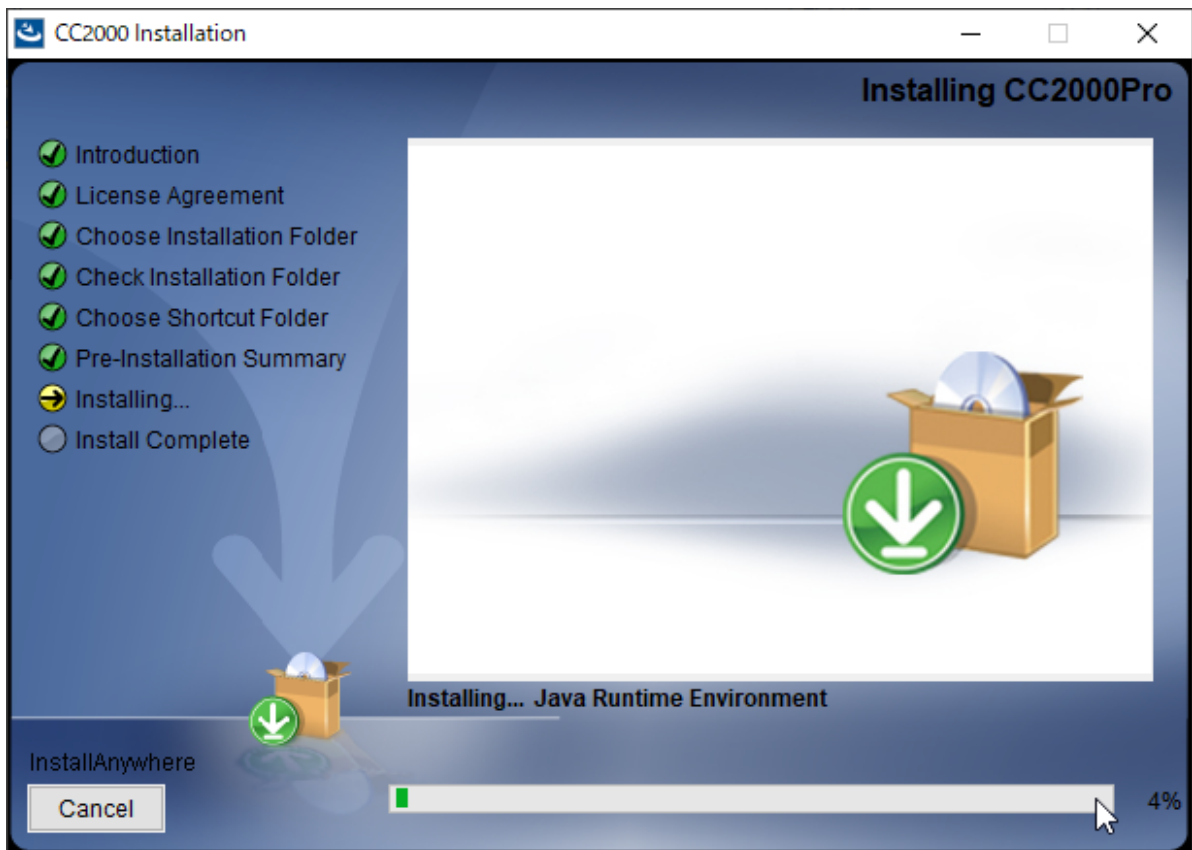 CC2000 Installation
Installing CC2000Pro
Introduction
License Agreement
Choose Installation Folder
Check Installation Folder
Choose Shortcut Folder
Pre-Installation Summary
Installing...
Install Complete
Installing... Java Runtime Environment
InstallAnywhere
Cancel
4%